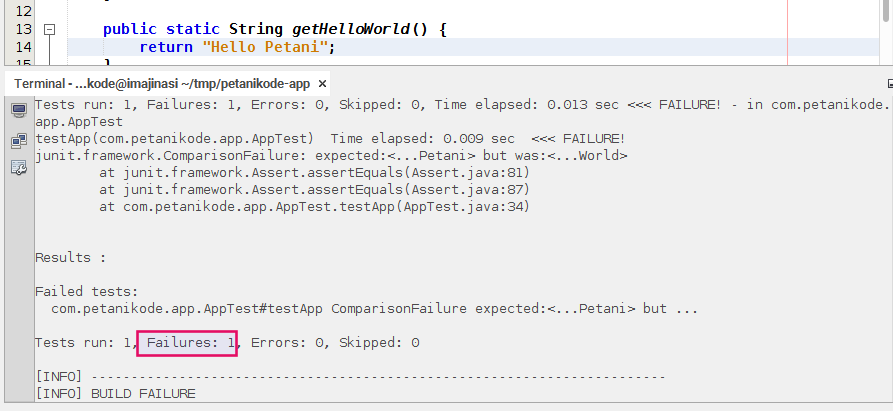 12
13 public static String getHelloWorld() {
14 return "Hello Petani";
15 }
Terminal - ...kode@imajinasi ~/tmp/petanikode-app ×
Tests run: 1, Failures: 1, Errors: 0, Skipped: 0, Time elapsed: 0.013 sec <<< FAILURE! - in com.petanikode.
app.AppTest
testApp(com.petanikode.app.AppTest)  Time elapsed: 0.009 sec  <<< FAILURE!
junit.framework.ComparisonFailure: expected:<...Petani> but was:<...World>
at junit.framework.Assert.assertEquals(Assert.java:81)
at junit.framework.Assert.assertEquals(Assert.java:87)
at com.petanikode.app.AppTest.testApp(AppTest.java:34)
Results :
Failed tests:
com.petanikode.app.AppTest#testApp ComparisonFailure expected:<...Petani> but ...
Tests run: 1, Failures: 1, Errors: 0, Skipped: 0
[INFO] ------------------------------------------------------------------------
[INFO] BUILD FAILURE